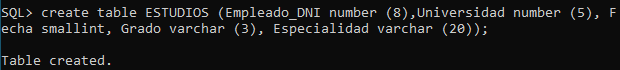 SQL> create table ESTUDIOS (Empleado_DNI number (8),Universidad number (5), F
echa smallint, Grado varchar (3), Especialidad varchar (20));
Table created.